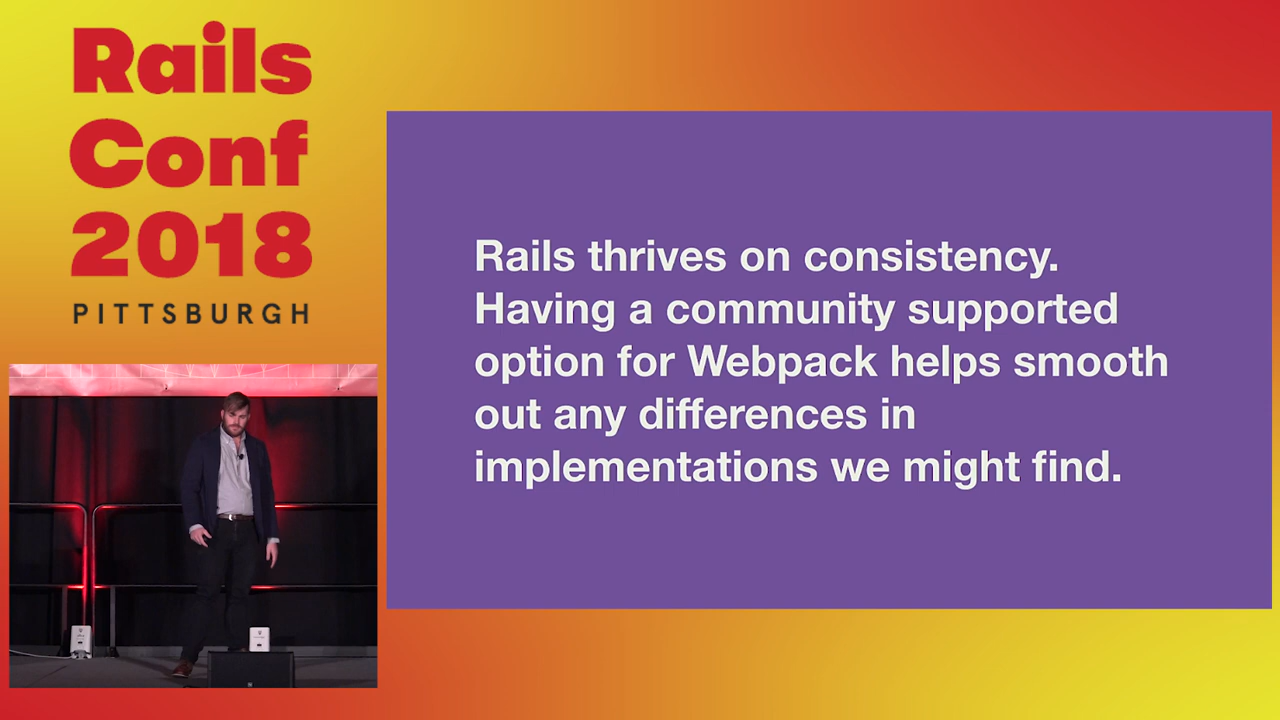 Rails
Conf
2018
PITTSBURGH
Rails thrives on consistency.
Having a community supported
option for Webpack helps smooth
out any differences in
implementations we might find.